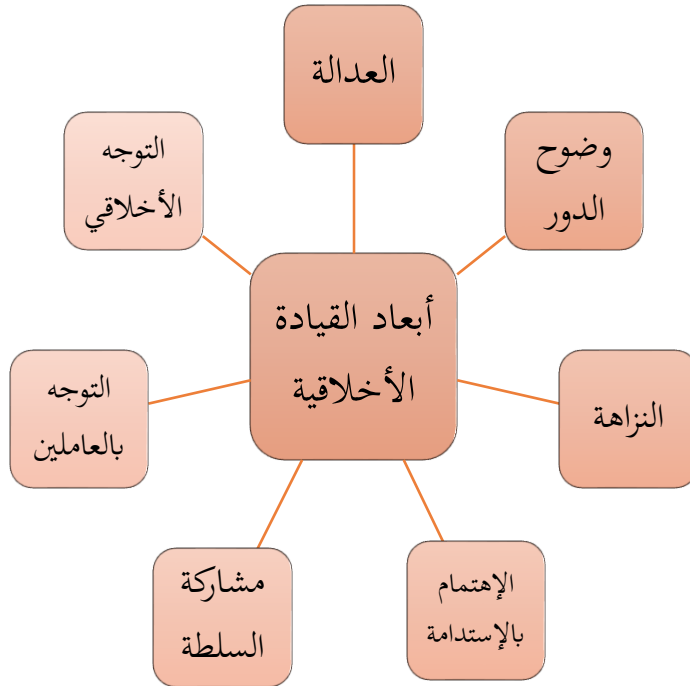 العدالة
وضوح
الدور
النزاهة
الإهتمام
بالإستدامة
مشاركة
السلطة
التوجه
بالعاملين
التوجه
الأخلاقي
أبعاد القيادة
الأخلاقية